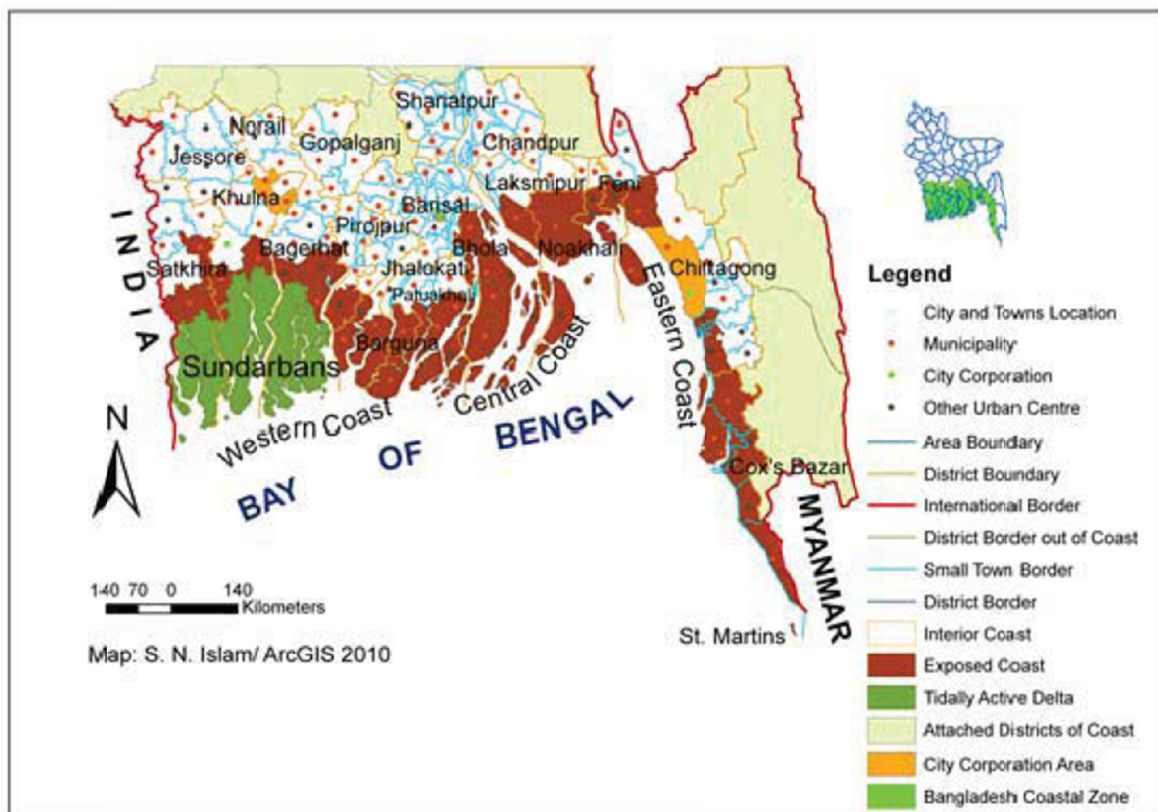 Shariatpur
Norail
Gopalganj
Chandpur
Jessore
Laksmipur
Feni
Khulna
Barisal
Pirojpur
Bagerhat
Bhola
Noakhali
Chittagong
Satkhira
Jhalokati
Patuakhali
Barguna
Sundarbans
INDIA
Western Coast
Central Coast
Eastern Coast
BAY OF BENGAL
Cox's Bazar
MYANMAR
St. Martins
N
140 70 0 140
Kilometers
Map: S. N. Islam/ ArcGIS 2010
Legend
City and Towns Location
Municipality
City Corporation
Other Urban Centre
Area Boundary
District Boundary
International Border
District Border out of Coast
Small Town Border
District Border
Interior Coast
Exposed Coast
Tidally Active Delta
Attached Districts of Coast
City Corporation Area
Bangladesh Coastal Zone